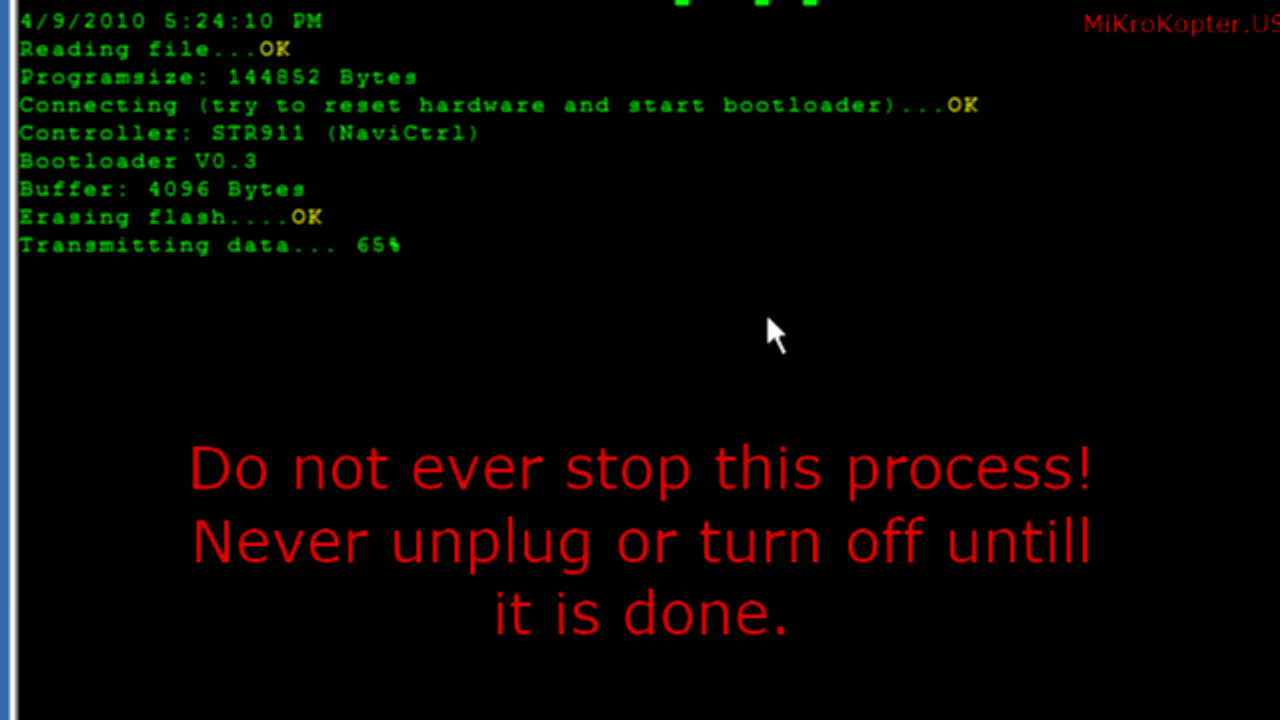 4/9/2010 5:24:10 PM
MiKroKopter.US
Reading file...OK
Programsize: 144852 Bytes
Connecting (try to reset hardware and start bootloader)...OK
Controller: STR911 (NaviCtrl)
Bootloader V0.3
Buffer: 4096 Bytes
Erasing flash....OK
Transmitting data... 65%
Do not ever stop this process!
Never unplug or turn off untill
it is done.